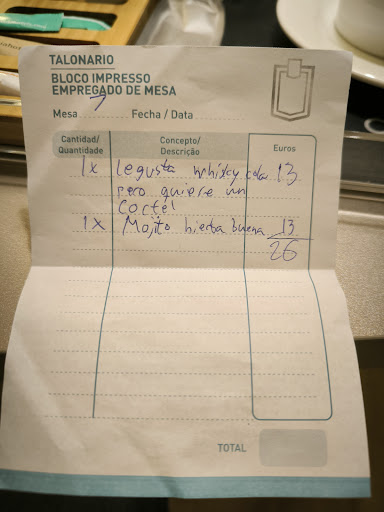 TALONARIO
BLOCO IMPRESSO
EMPREGADO DE MESA
Mesa 7 Fecha / Data
Cantidad/ Quantidade Concepto/ Descrição Euros
1x legusta whisky cola 13
pero quiere un
Coctel
1x Mojito hierba buena 13
26
TOTAL